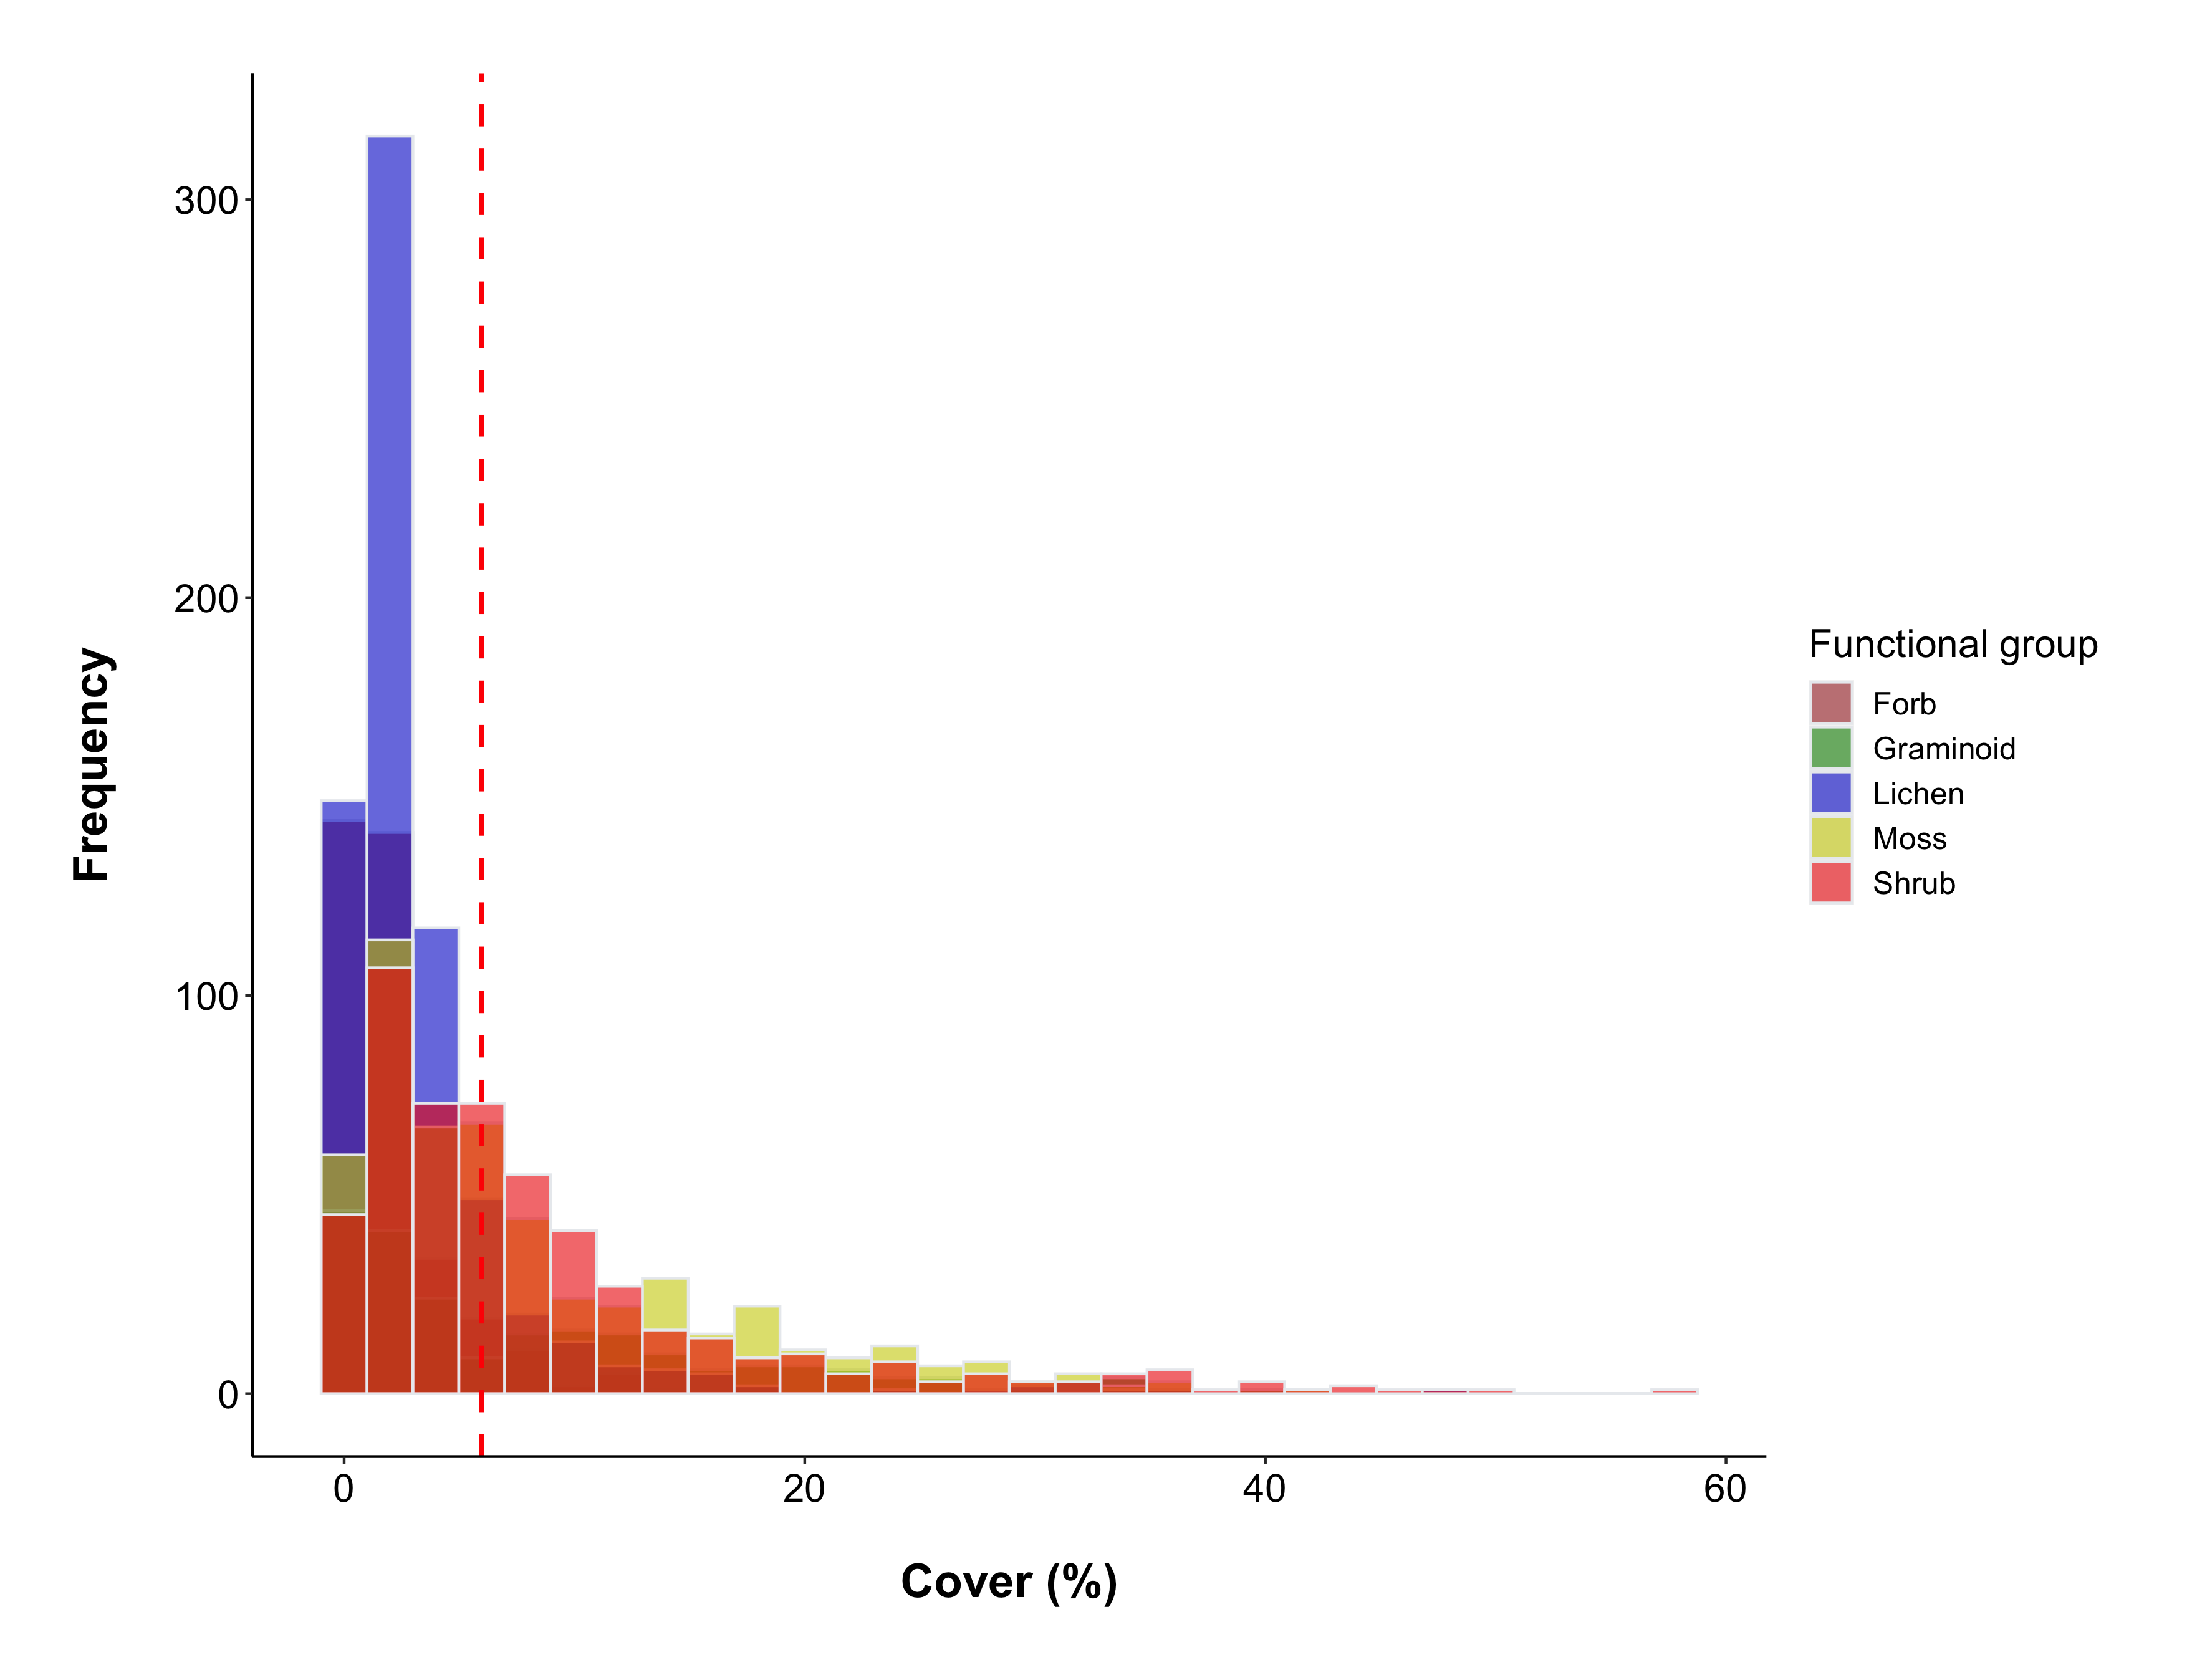 300
200
100
0
Frequency
0
20
40
60
Cover (%)
Functional group
Forb
Graminoid
Lichen
Moss
Shrub